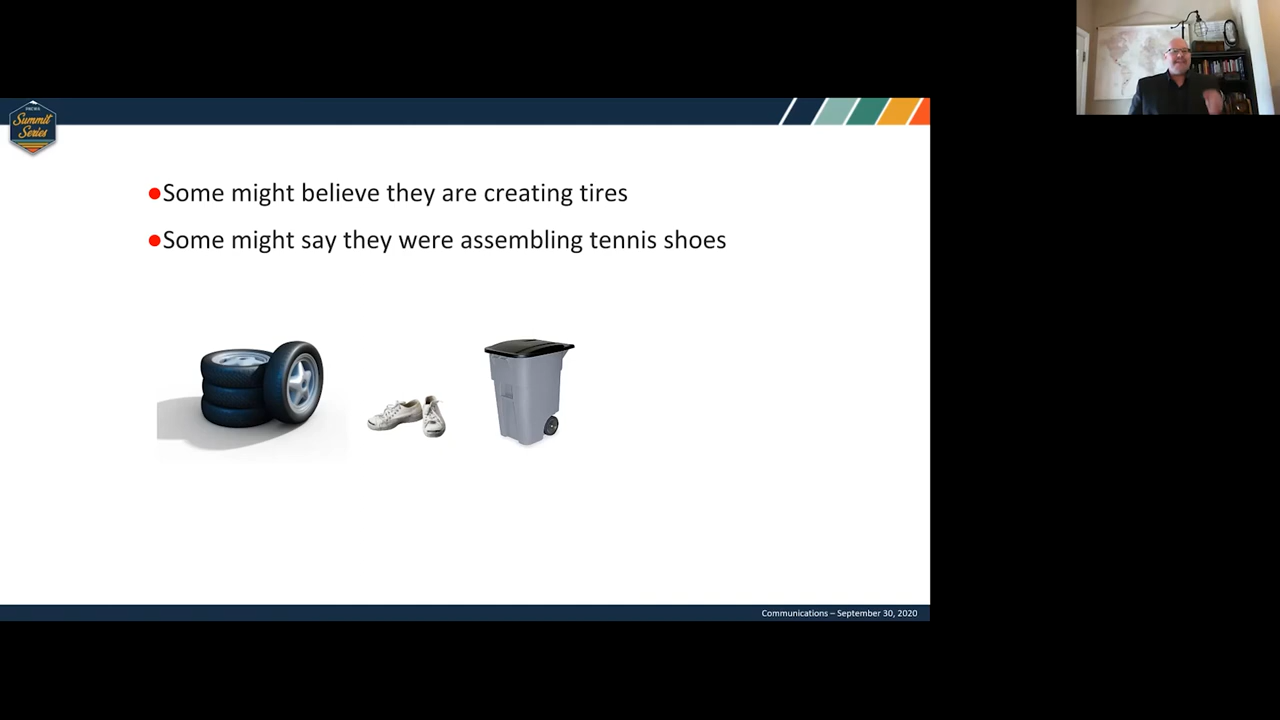 Summit
Series
●Some might believe they are creating tires
●Some might say they were assembling tennis shoes
Communications – September 30, 2020